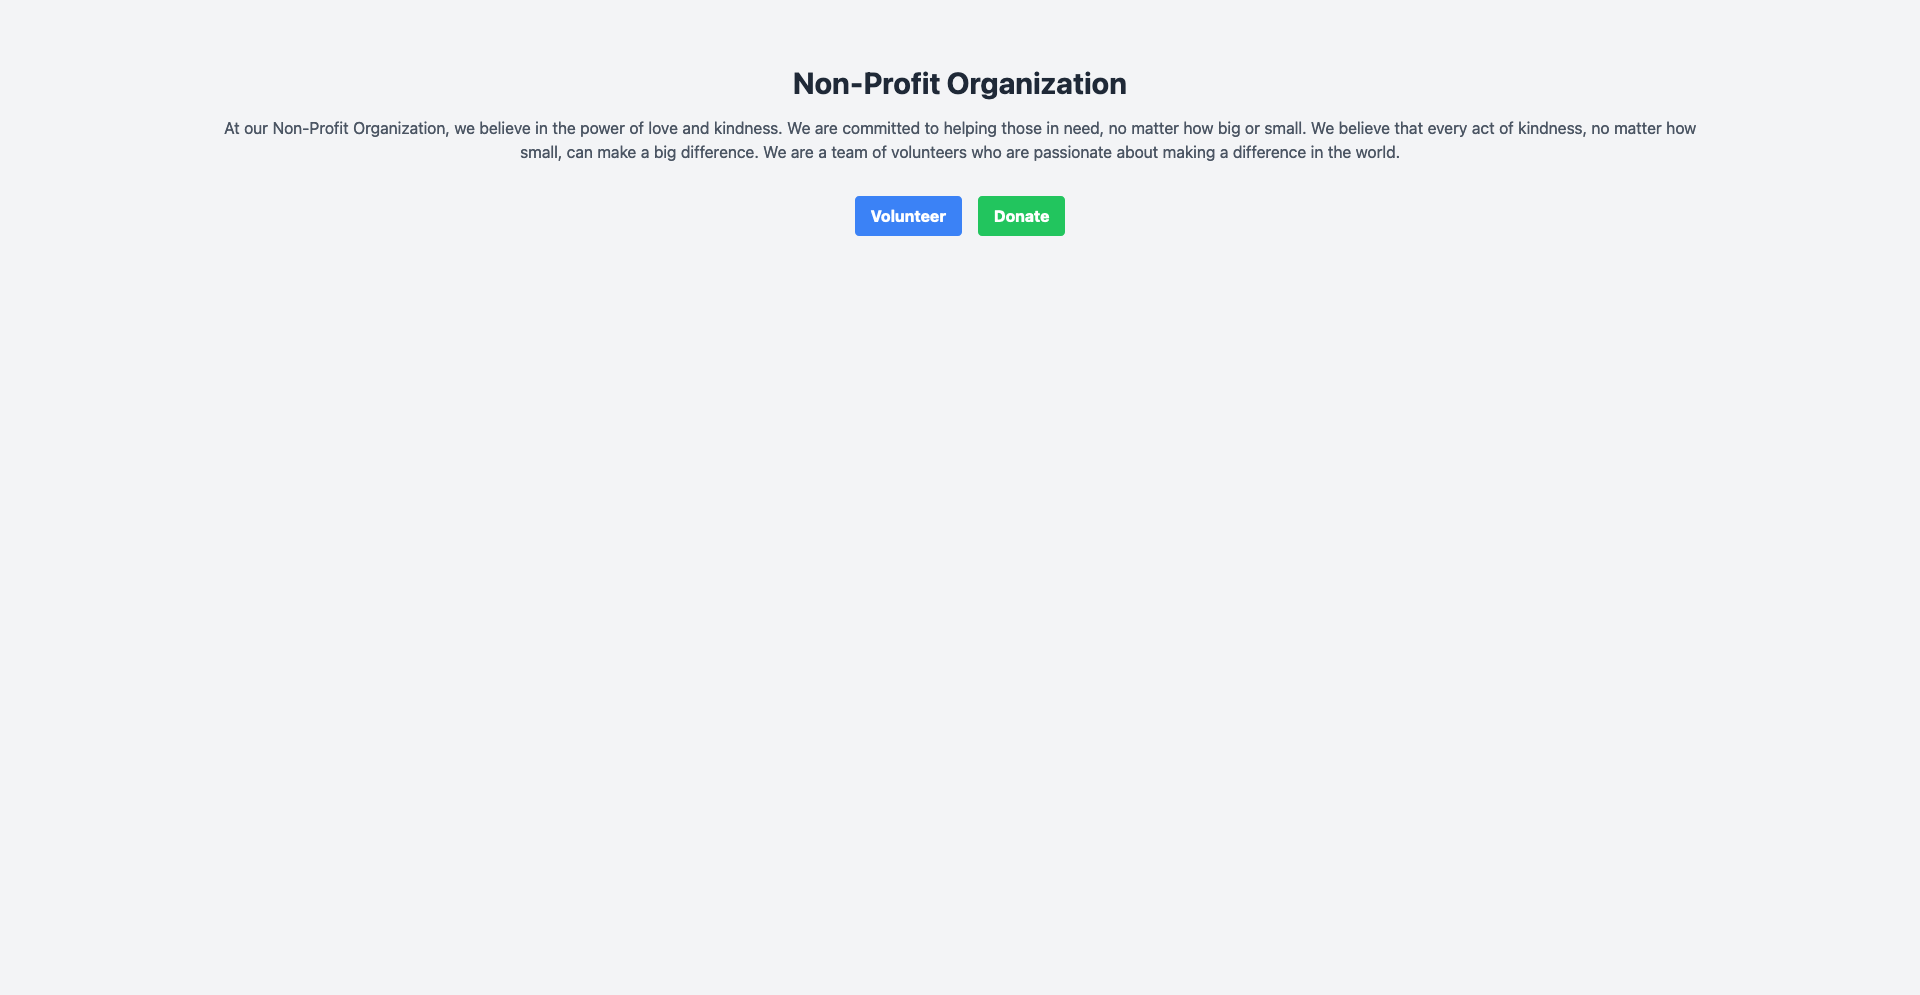 Non-Profit Organization
At our Non-Profit Organization, we believe in the power of love and kindness. We are committed to helping those in need, no matter how big or small. We believe that every act of kindness, no matter how
small, can make a big difference. We are a team of volunteers who are passionate about making a difference in the world.
Volunteer Donate